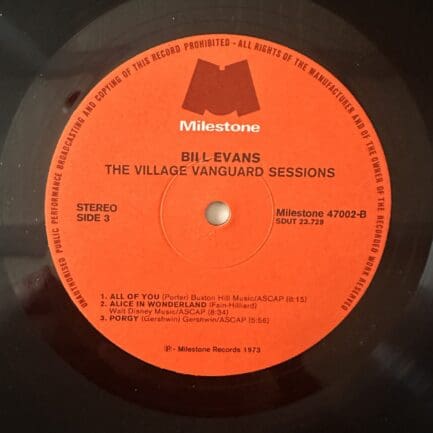 UNAUTHORISED PUBLIC PERFORMANCE BROADCASTING AND COPYING OF THIS RECORD PROHIBITED - ALL RIGHTS OF THE MANUFACTURER AND OF THE OWNER OF THE RECORDED WORK RESERVED
Milestone
BILL EVANS
THE VILLAGE VANGUARD SESSIONS
STEREO
SIDE 3
Milestone 47002-B
SDUT 23.729
1. ALL OF YOU (Porter) Buxton Hill Music/ASCAP (8:15)
2. ALICE IN WONDERLAND (Fain-Hilliard)
Walt Disney Music/ASCAP (8:34)
3. PORGY (Gershwin) Gershwin/ASCAP (5:56)
℗ - Milestone Records 1973